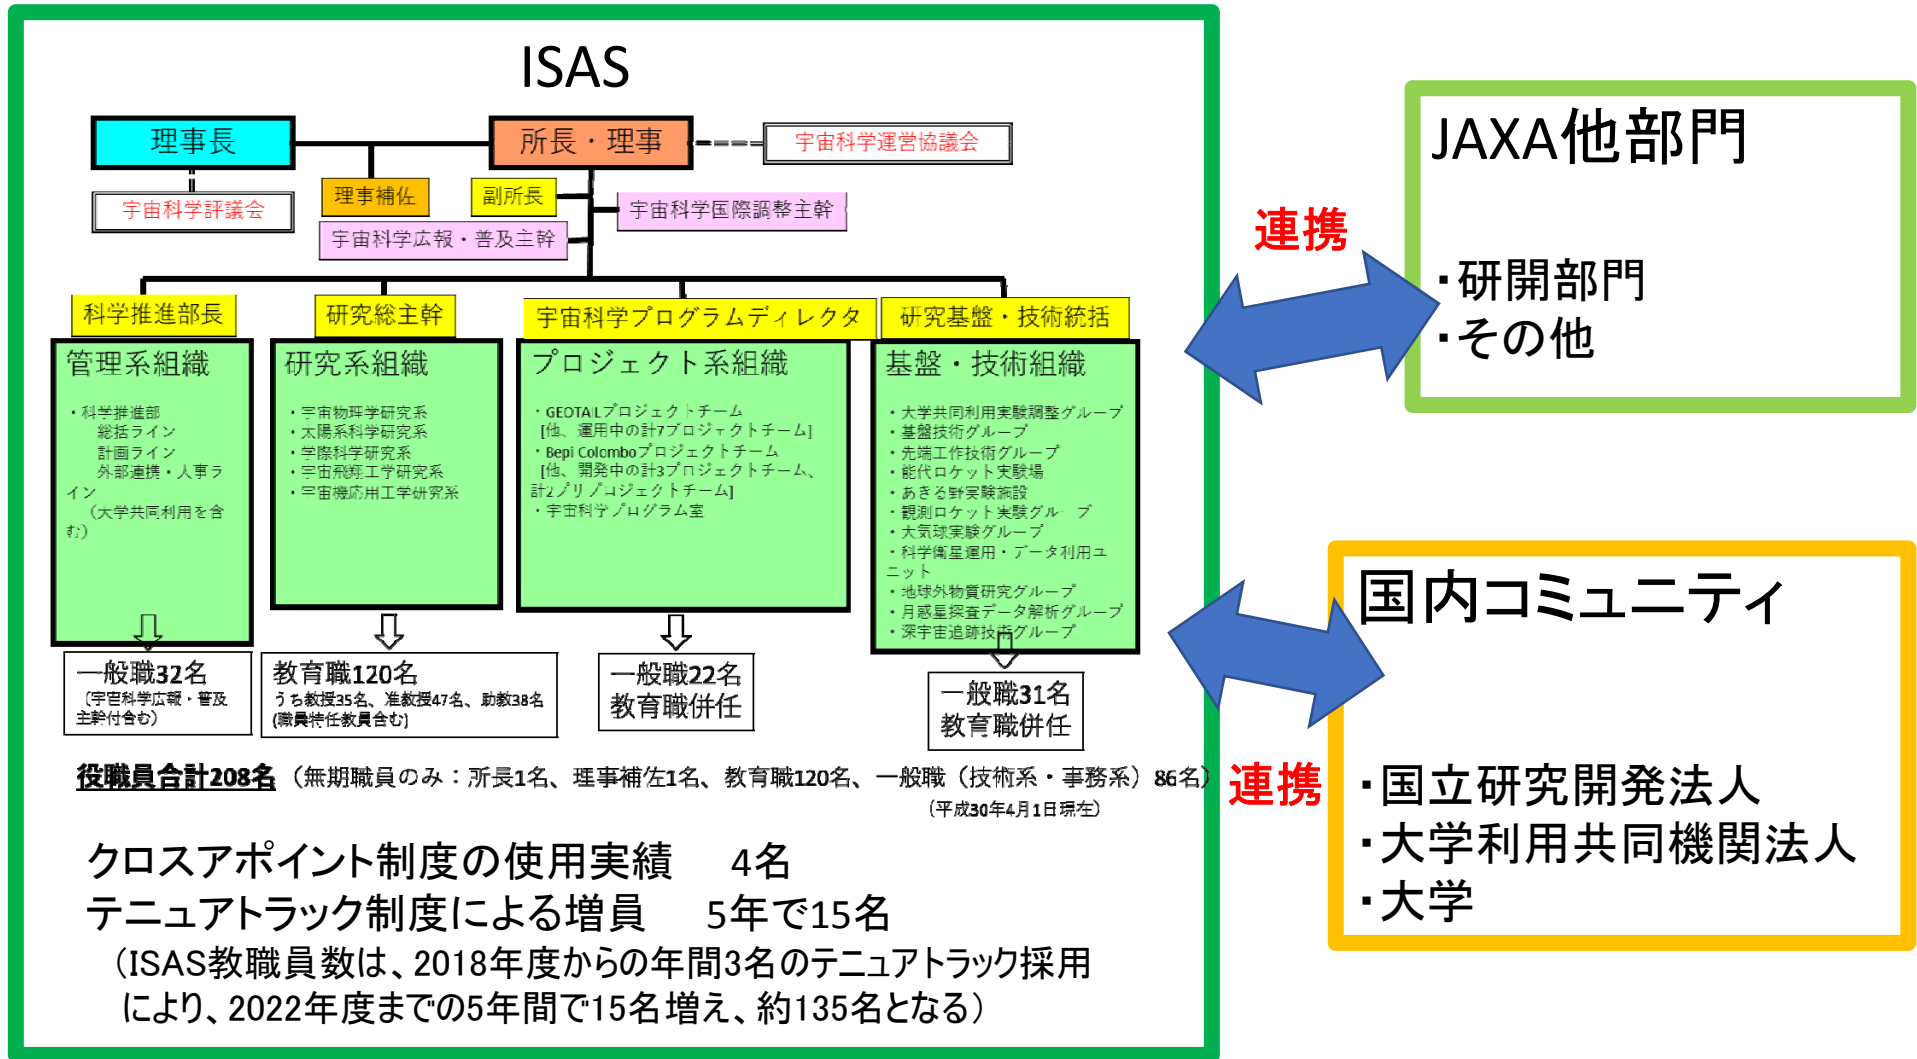 ISAS
理事長
所長・理事
宇宙科学運営協議会
宇宙科学評議会
理事補佐
副所長
宇宙科学国際調整主幹
宇宙科学広報・普及主幹
科学推進部長
研究総主幹
宇宙科学プログラムディレクタ
研究基盤・技術統括
管理系組織
・科学推進部
総括ライン
計画ライン
外部連携・人事ラ
イン
（大学共同利用を含
む）
研究系組織
・宇宙物理学研究系
・太陽系科学研究系
・学際科学研究系
・宇宙飛翔工学研究系
・宇宙機応用工学研究系
プロジェクト系組織
・GEOTAILプロジェクトチーム
[他、運用中の計7プロジェクトチーム]
・Bepi Colomboプロジェクトチーム
[他、開発中の計3プロジェクトチーム、
計2プリプロジェクトチーム]
・宇宙科学プログラム室
基盤・技術組織
・大学共同利用実験調整グループ
・基盤技術グループ
・先端工作技術グループ
・能代ロケット実験場
・あきる野実験施設
・観測ロケット実験グループ
・大気球実験グループ
・科学衛星運用・データ利用ユ
ニット
・地球外物質研究グループ
・月惑星探査データ解析グループ
・深宇宙追跡技術グループ
一般職32名
（宇宙科学広報・普及
主幹付含む）
教育職120名
うち教授35名、准教授47名、助教38名
(職員特任教員含む)
一般職22名
教育職併任
一般職31名
教育職併任
役職員合計208名（無期職員のみ：所長1名、理事補佐1名、教育職120名、一般職（技術系・事務系）86名）
（平成30年4月1日現在）
クロスアポイント制度の使用実績　4名
テニュアトラック制度による増員　5年で15名
（ISAS教職員数は、2018年度からの年間3名のテニュアトラック採用
により、2022年度までの5年間で15名増え、約135名となる）
連携
JAXA他部門
・研開部門
・その他
連携
国内コミュニティ
・国立研究開発法人
・大学利用共同機関法人
・大学